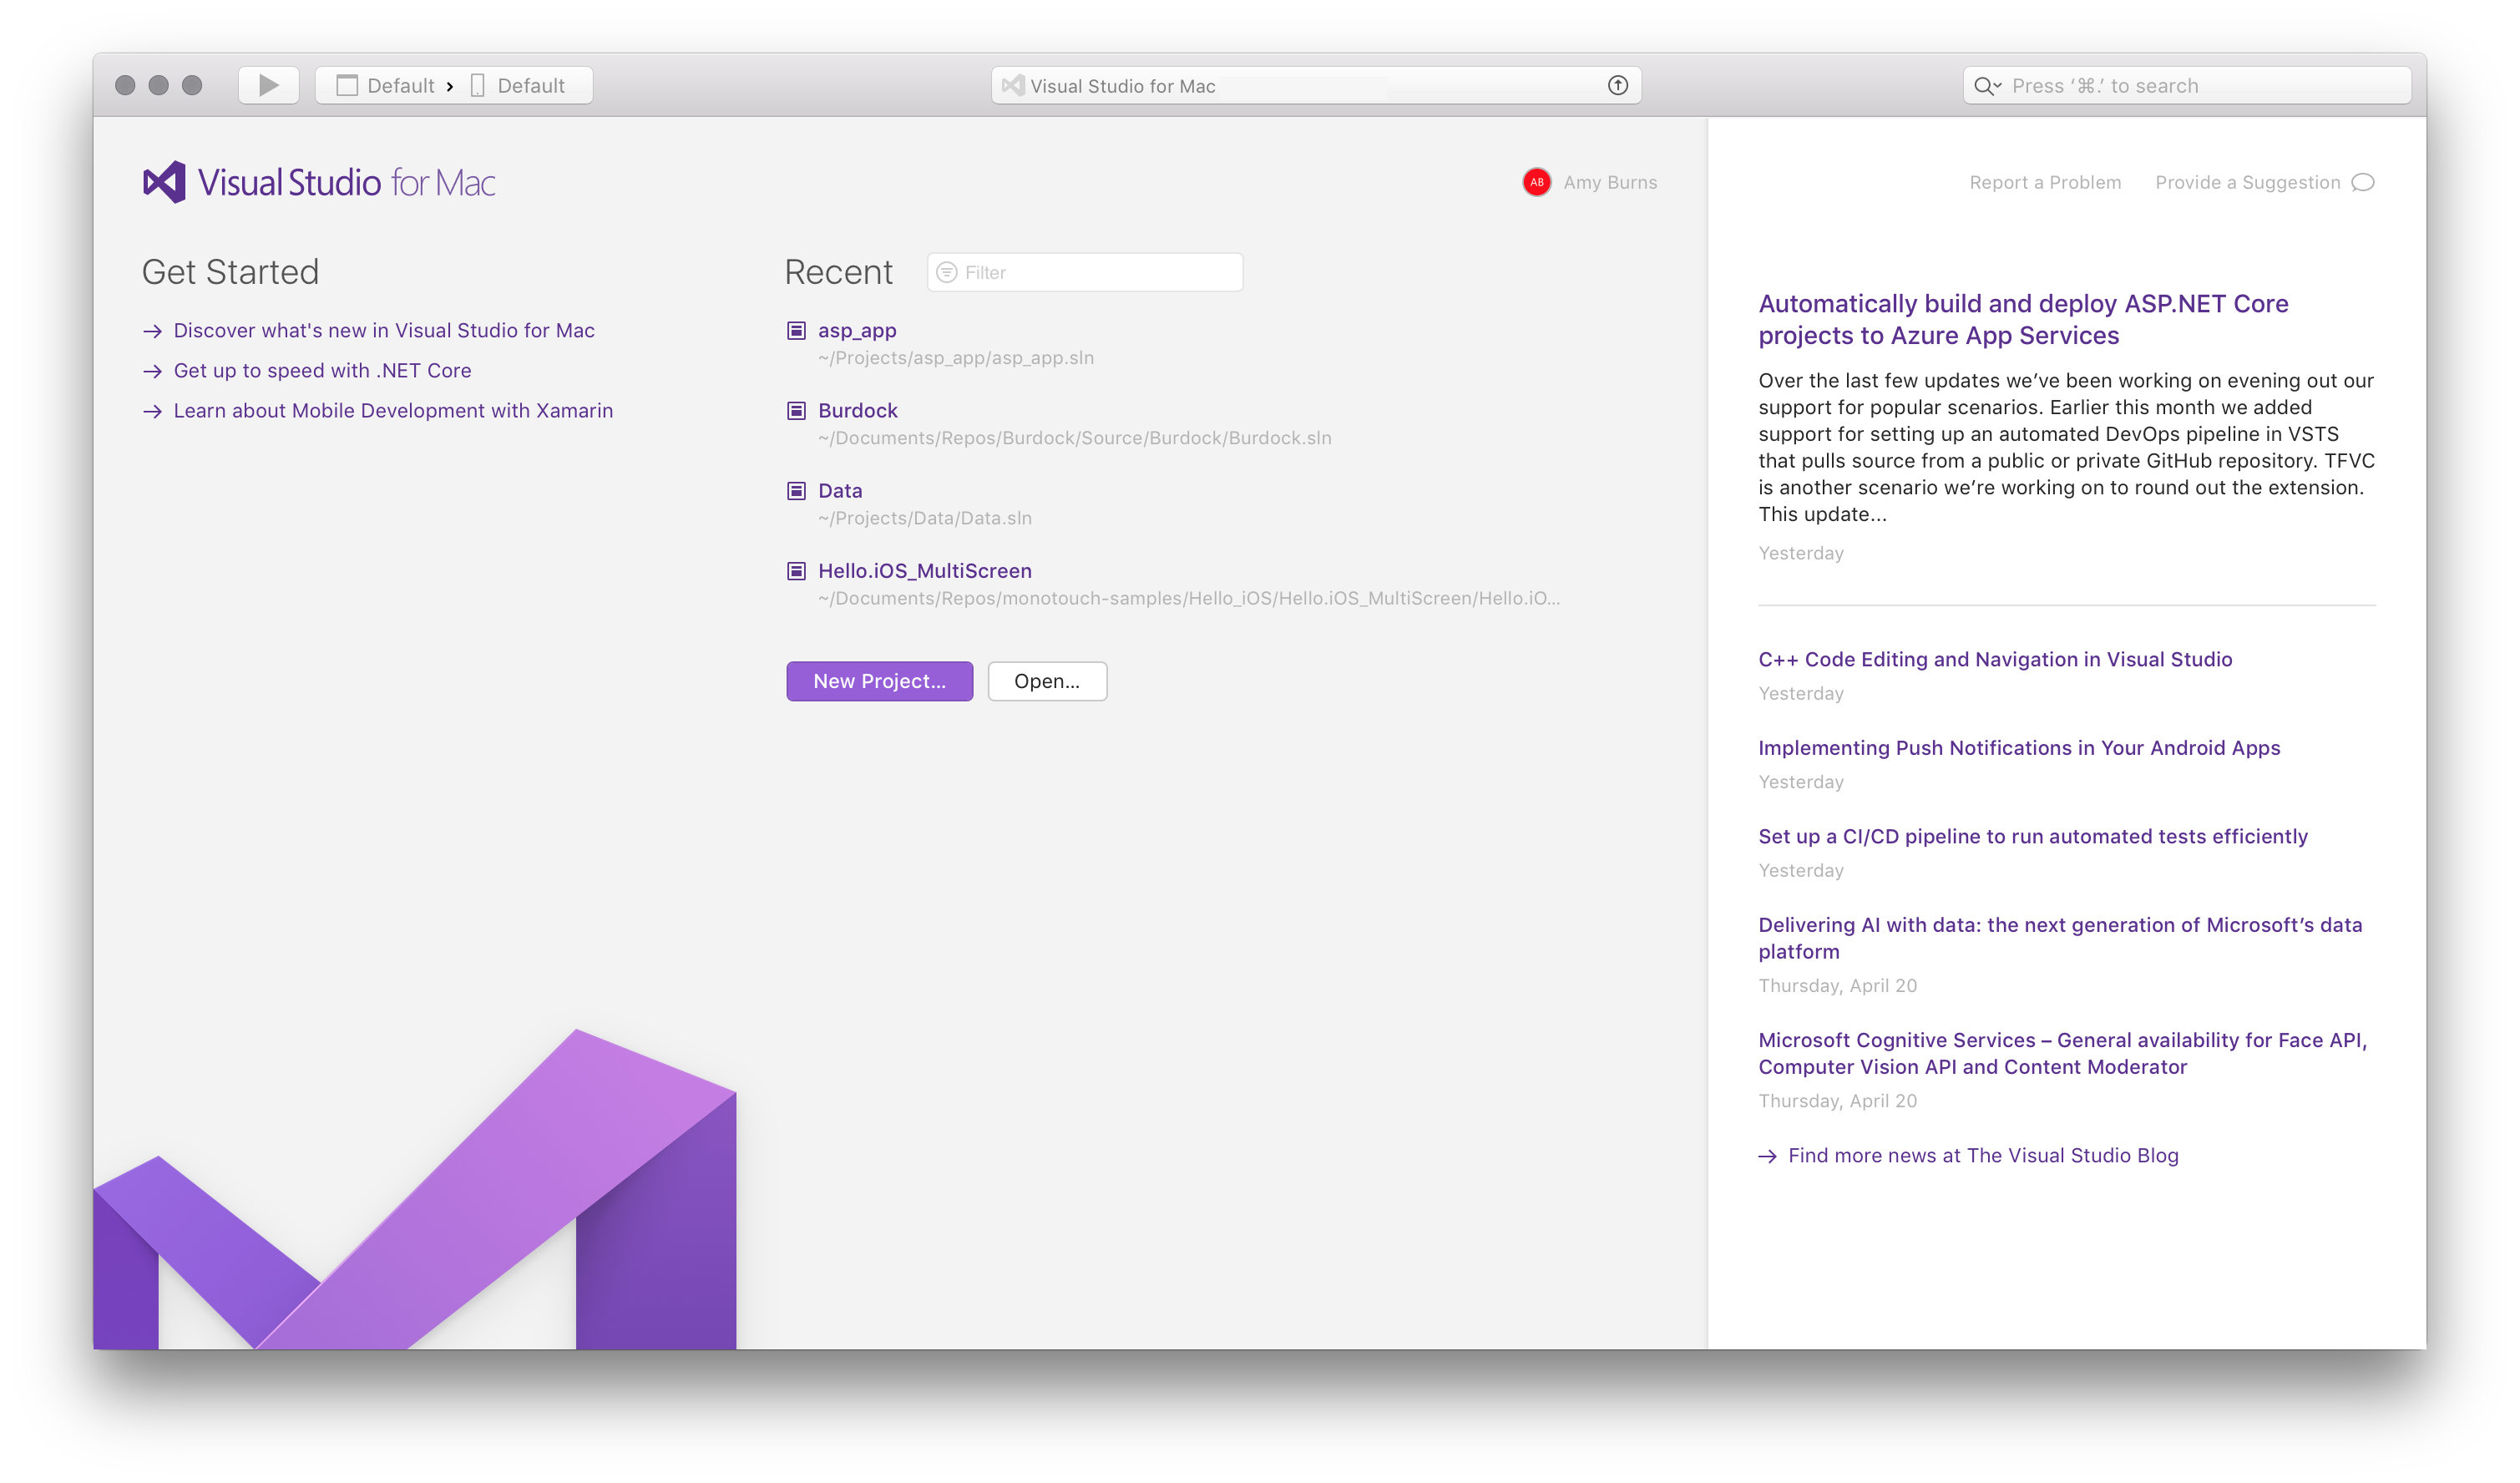 Default › Default
Visual Studio for Mac
Press ‘⌘.’ to search
Visual Studio for Mac
AB Amy Burns
Get Started
→ Discover what's new in Visual Studio for Mac
→ Get up to speed with .NET Core
→ Learn about Mobile Development with Xamarin
Recent
Filter
asp_app
~/Projects/asp_app/asp_app.sln
Burdock
~/Documents/Repos/Burdock/Source/Burdock/Burdock.sln
Data
~/Projects/Data/Data.sln
Hello.iOS_MultiScreen
~/Documents/Repos/monotouch-samples/Hello_iOS/Hello.iOS_MultiScreen/Hello.iO...
New Project...
Open...
Report a Problem
Provide a Suggestion
Automatically build and deploy ASP.NET Core
projects to Azure App Services
Over the last few updates we’ve been working on evening out our
support for popular scenarios. Earlier this month we added
support for setting up an automated DevOps pipeline in VSTS
that pulls source from a public or private GitHub repository. TFVC
is another scenario we’re working on to round out the extension.
This update...
Yesterday
C++ Code Editing and Navigation in Visual Studio
Yesterday
Implementing Push Notifications in Your Android Apps
Yesterday
Set up a CI/CD pipeline to run automated tests efficiently
Yesterday
Delivering AI with data: the next generation of Microsoft’s data
platform
Thursday, April 20
Microsoft Cognitive Services – General availability for Face API,
Computer Vision API and Content Moderator
Thursday, April 20
→ Find more news at The Visual Studio Blog